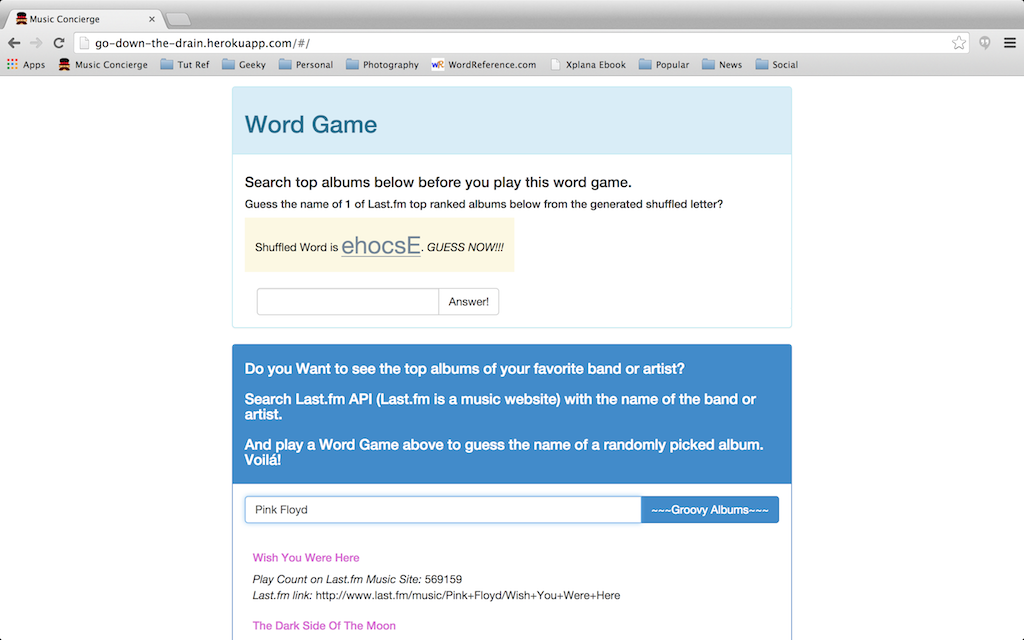 Music Concierge
go-down-the-drain.herokuapp.com/#/
Apps Music Concierge Tut Ref Geeky Personal Photography WordReference.com Xplana Ebook Popular News Social
Word Game
Search top albums below before you play this word game.
Guess the name of 1 of Last.fm top ranked albums below from the generated shuffled letter?
Shuffled Word is ehocsE. GUESS NOW!!!
Answer!
Do you Want to see the top albums of your favorite band or artist?
Search Last.fm API (Last.fm is a music website) with the name of the band or
artist.
And play a Word Game above to guess the name of a randomly picked album.
Voilá!
Pink Floyd ~~~Groovy Albums~~~
Wish You Were Here
Play Count on Last.fm Music Site: 569159
Last.fm link: http://www.last.fm/music/Pink+Floyd/Wish+You+Were+Here
The Dark Side Of The Moon